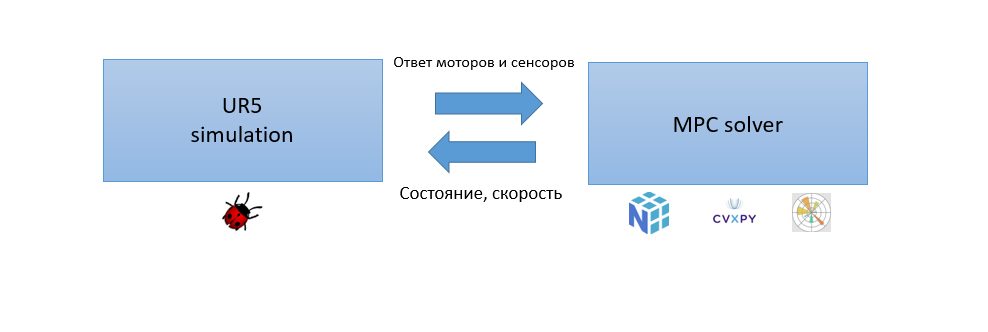 Ответ моторов и сенсоров
UR5
simulation
MPC solver
Состояние, скорость
CVXPY